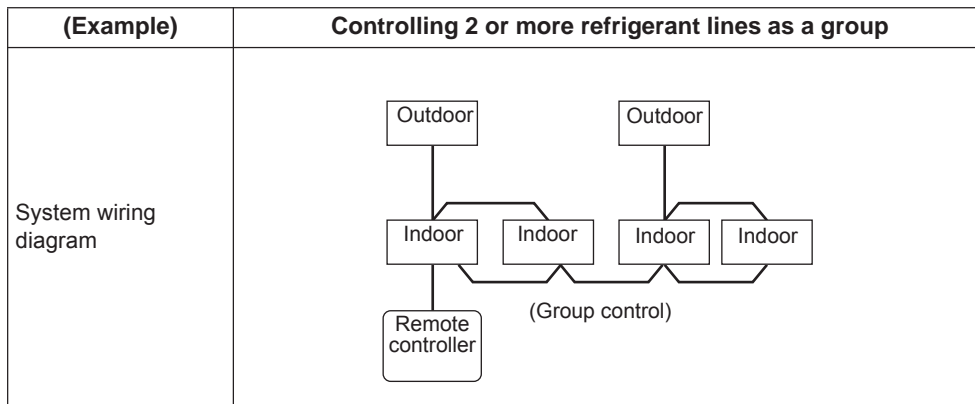 (Example)
Controlling 2 or more refrigerant lines as a group
System wiring
diagram
Outdoor
Outdoor
Indoor
Indoor
Indoor
Indoor
(Group control)
Remote
controller